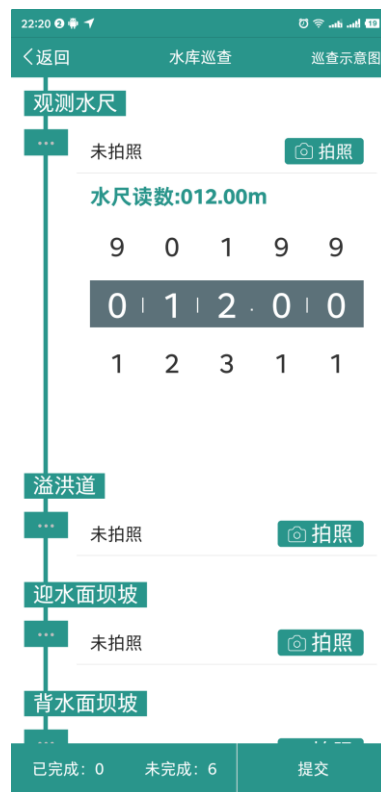 22:20
10
返回
水库巡查
巡查示意图
观测水尺
...
未拍照
拍照
水尺读数:012.00m
9 0 1 9 9
0 1 2 . 0 0
1 2 3 1 1
溢洪道
...
未拍照
拍照
迎水面坝坡
...
未拍照
拍照
背水面坝坡
已完成: 0
未完成: 6
提交